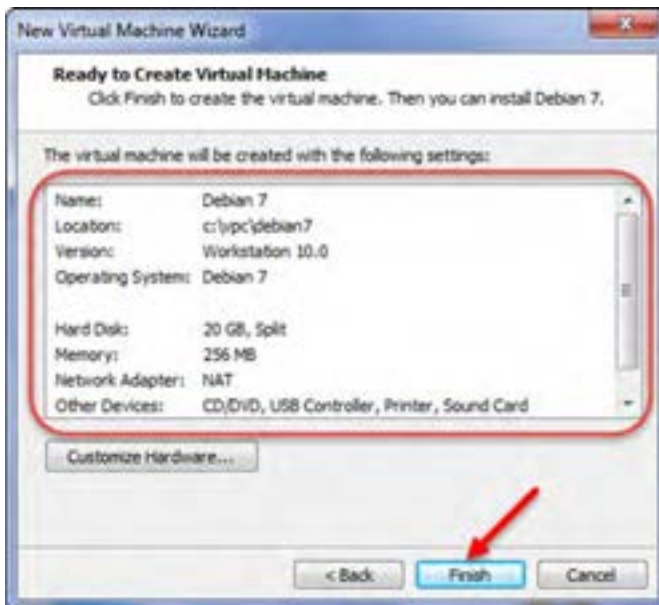 New Virtual Machine Wizard
Ready to Create Virtual Machine
Click Finish to create the virtual machine. Then you can install Debian 7.
The virtual machine will be created with the following settings:
Name: Debian 7
Location: c:\vpc\debian7
Version: Workstation 10.0
Operating System: Debian 7
Hard Disk: 20 GB, Split
Memory: 256 MB
Network Adapter: NAT
Other Devices: CD/DVD, USB Controller, Printer, Sound Card
Customize Hardware...
< Back Finish Cancel